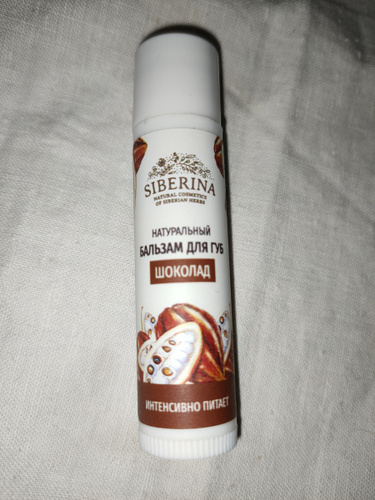 SIBERINA
NATURAL COSMETICS
OF SIBERIAN HERBS
НАТУРАЛЬНЫЙ
БАЛЬЗАМ ДЛЯ ГУБ
ШОКОЛАД
ИНТЕНСИВНО ПИТАЕТ